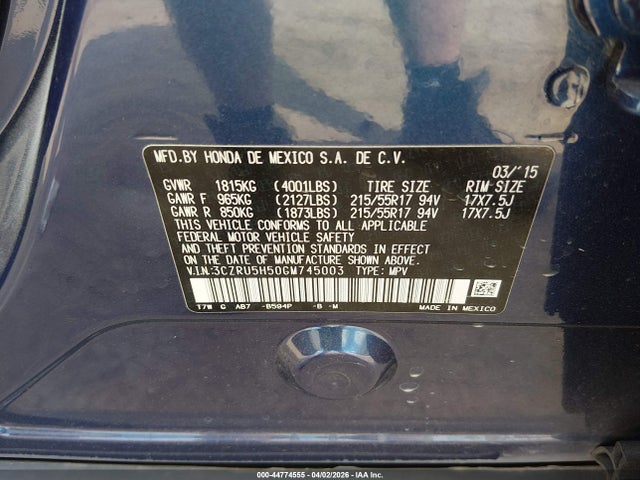 MFD.BY HONDA DE MEXICO S.A. DE C.V.
03/'15
GVWR 1815KG (4001LBS) TIRE SIZE RIM SIZE
GAWR F 965KG (2127LBS) 215/55R17 94V 17X7.5J
GAWR R 850KG (1873LBS) 215/55R17 94V 17X7.5J
THIS VEHICLE CONFORMS TO ALL APPLICABLE
FEDERAL MOTOR VEHICLE SAFETY
AND THEFT PREVENTION STANDARDS IN EFFECT
ON THE DATE OF MANUFACTURE SHOWN ABOVE.
V.I.N:3CZRU5H50GM745003 TYPE: MPV
T7W G AB7 -B594P -B -M MADE IN MEXICO
000-44774555 - 04/02/2026 - IAA Inc.